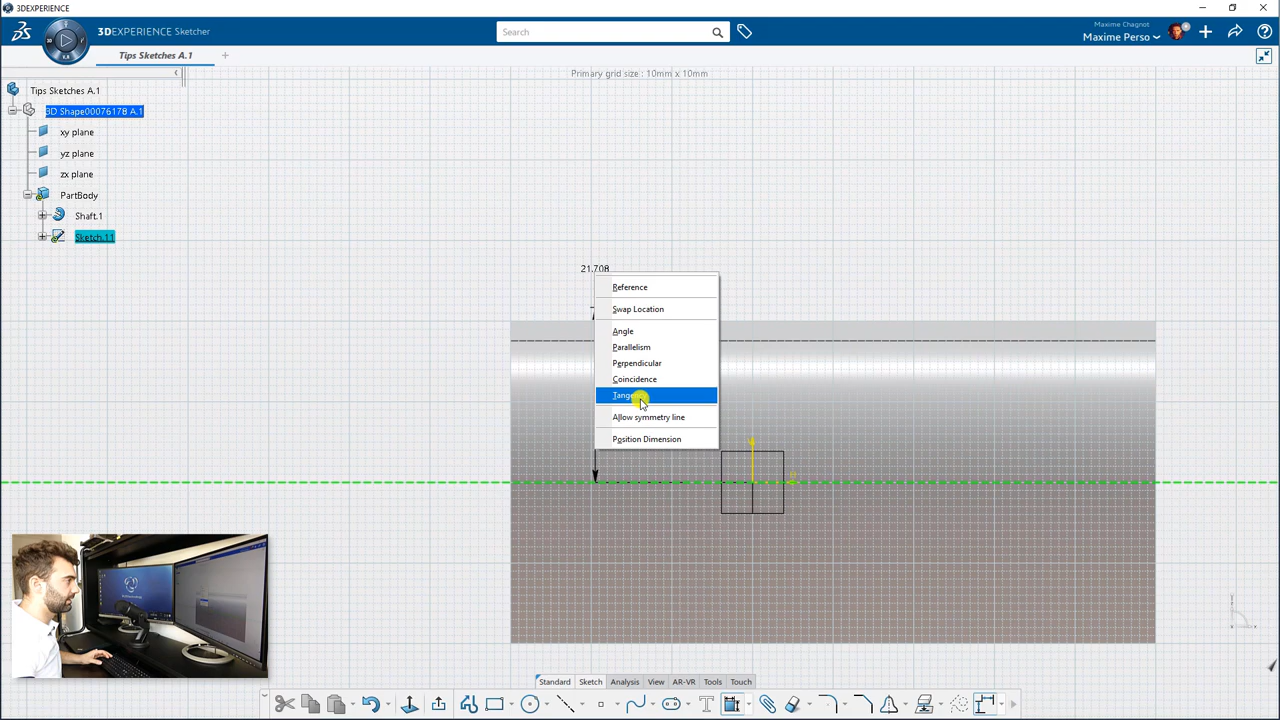 3DEXPERIENCE
3DEXPERIENCE Sketcher
Search
Maxime Chagnot
Maxime Perso
Tips Sketches A.1
Primary grid size : 10mm x 10mm
Tips Sketches A.1
3D Shape00076178 A.1
xy plane
yz plane
zx plane
PartBody
Shaft.1
Sketch.11
21.708
Reference
Swap Location
Angle
Parallelism
Perpendicular
Coincidence
Allow symmetry line
Position Dimension
Standard Sketch Analysis View AR-VR Tools Touch